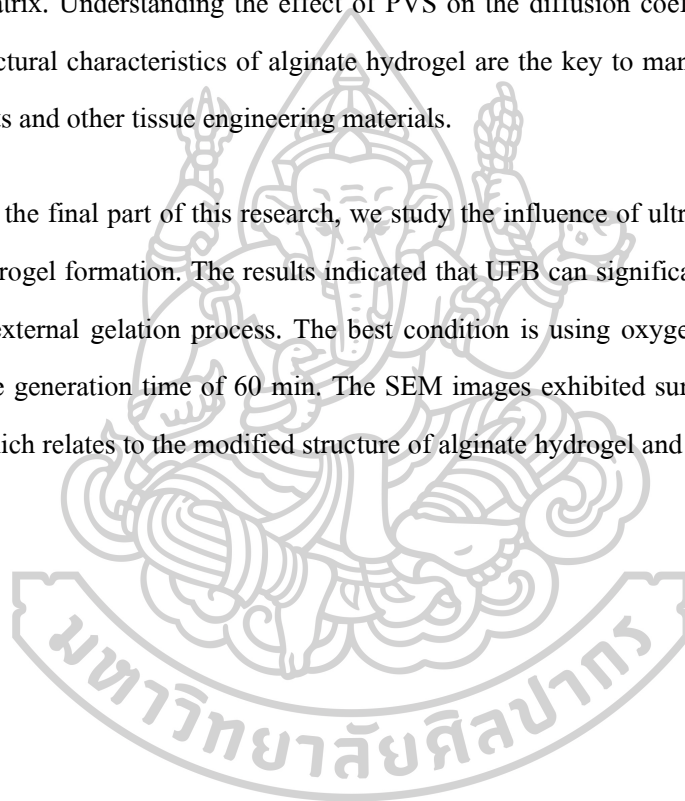 atrix. Understanding the effect of PVS on the diffusion coef
ctural characteristics of alginate hydrogel are the key to man
ts and other tissue engineering materials.
the final part of this research, we study the influence of ultr
rogel formation. The results indicated that UFB can significa
external gelation process. The best condition is using oxyge
e generation time of 60 min. The SEM images exhibited sur
ich relates to the modified structure of alginate hydrogel and
มหาวิทยาลัยศิลปากร